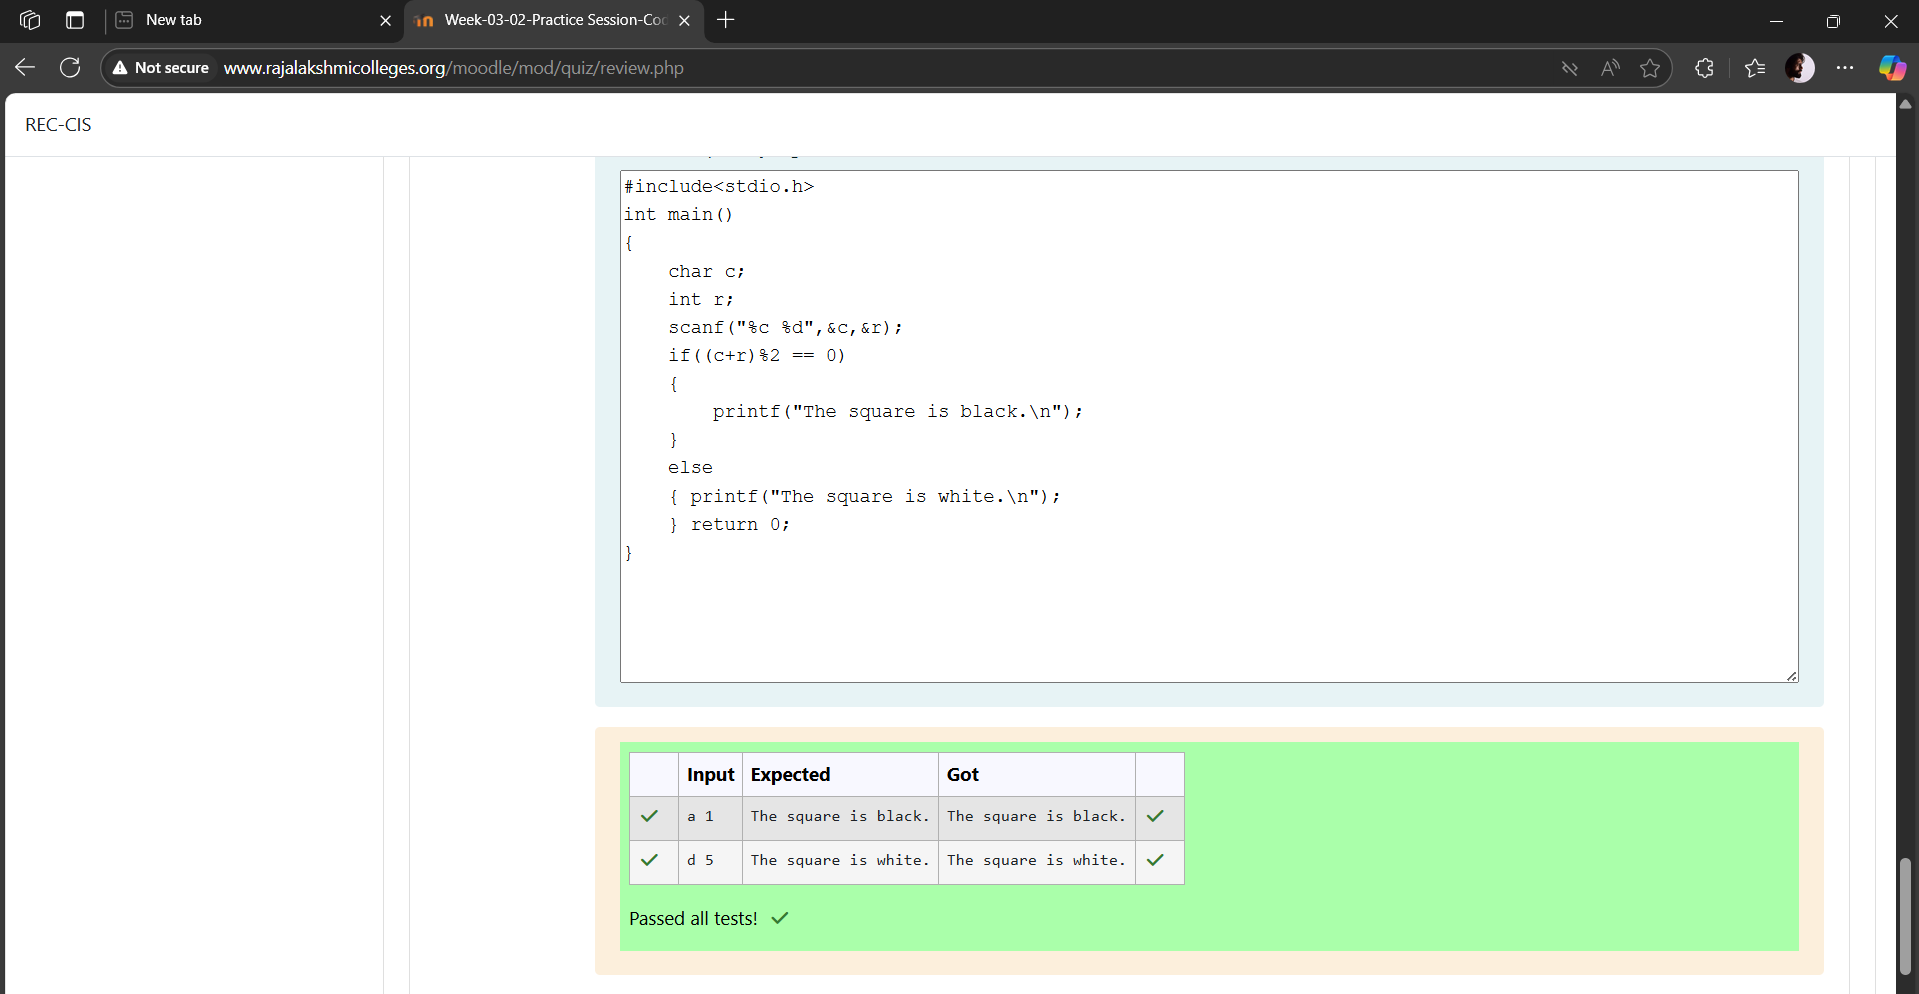 New tab
Week-03-02-Practice Session-Coc
Not secure
www.rajalakshmicolleges.org/moodle/mod/quiz/review.php
REC-CIS
#include<stdio.h>
int main()
{
    char c;
    int r;
    scanf("%c %d",&c,&r);
    if((c+r)%2 == 0)
    {
        printf("The square is black.\n");
    }
    else
    { printf("The square is white.\n");
    } return 0;
}
Input Expected Got
a 1 The square is black. The square is black.
d 5 The square is white. The square is white.
Passed all tests!